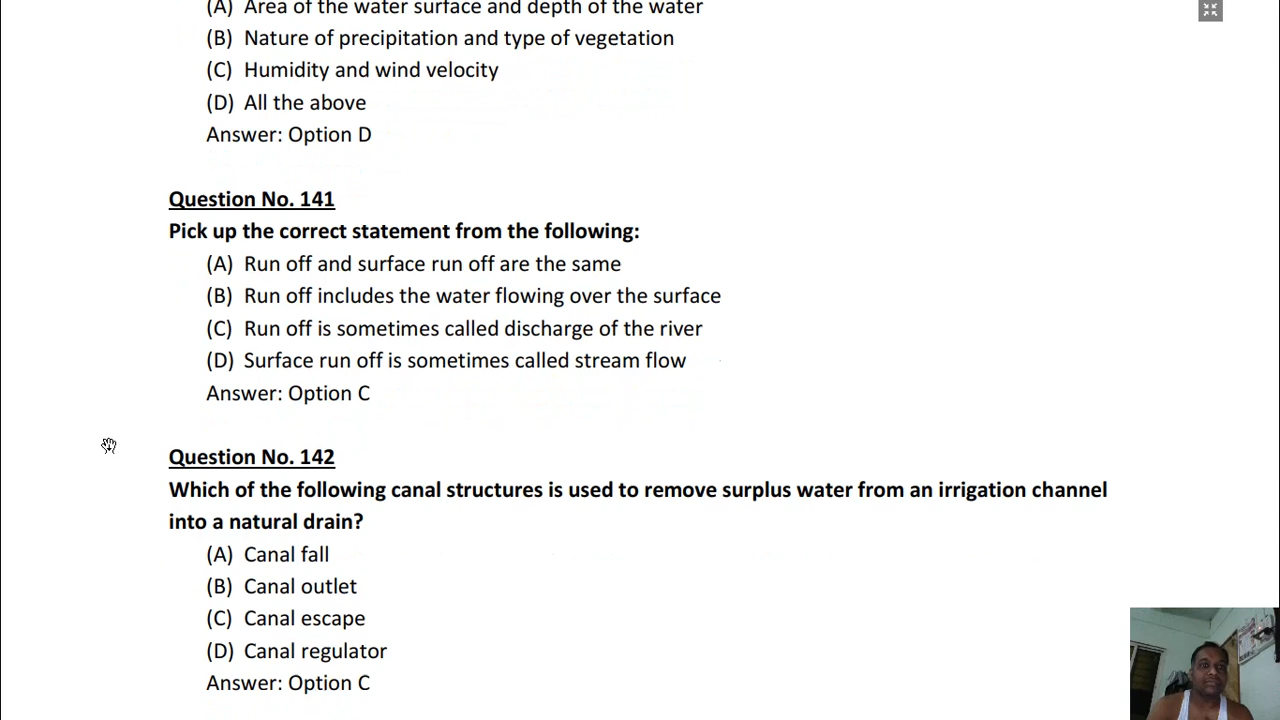 (A) Area of the water surface and depth of the water
(B) Nature of precipitation and type of vegetation
(C) Humidity and wind velocity
(D) All the above
Answer: Option D
Question No. 141
Pick up the correct statement from the following:
(A) Run off and surface run off are the same
(B) Run off includes the water flowing over the surface
(C) Run off is sometimes called discharge of the river
(D) Surface run off is sometimes called stream flow
Answer: Option C
Question No. 142
Which of the following canal structures is used to remove surplus water from an irrigation channel
into a natural drain?
(A) Canal fall
(B) Canal outlet
(C) Canal escape
(D) Canal regulator
Answer: Option C